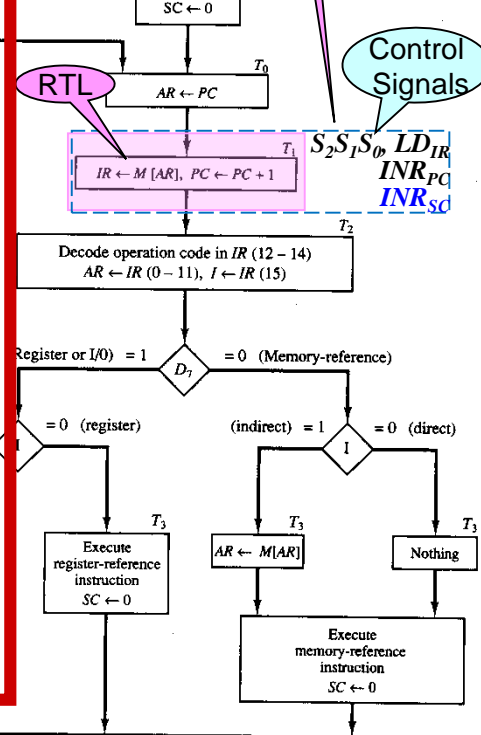 SC ← 0
T₀
AR ← PC
RTL
Control
Signals
T₁
IR ← M [AR], PC ← PC + 1
S₂S₁S₀, LD_IR
INR_PC
INR_SC
T₂
Decode operation code in IR (12 – 14)
AR ← IR (0 – 11), I ← IR (15)
Register or I/0) = 1
D₇
= 0 (Memory-reference)
I
= 0 (register)
(indirect) = 1
I
= 0 (direct)
T₃
Execute
register-reference
instruction
SC ← 0
T₃
AR ← M[AR]
T₃
Nothing
Execute
memory-reference
instruction
SC ← 0